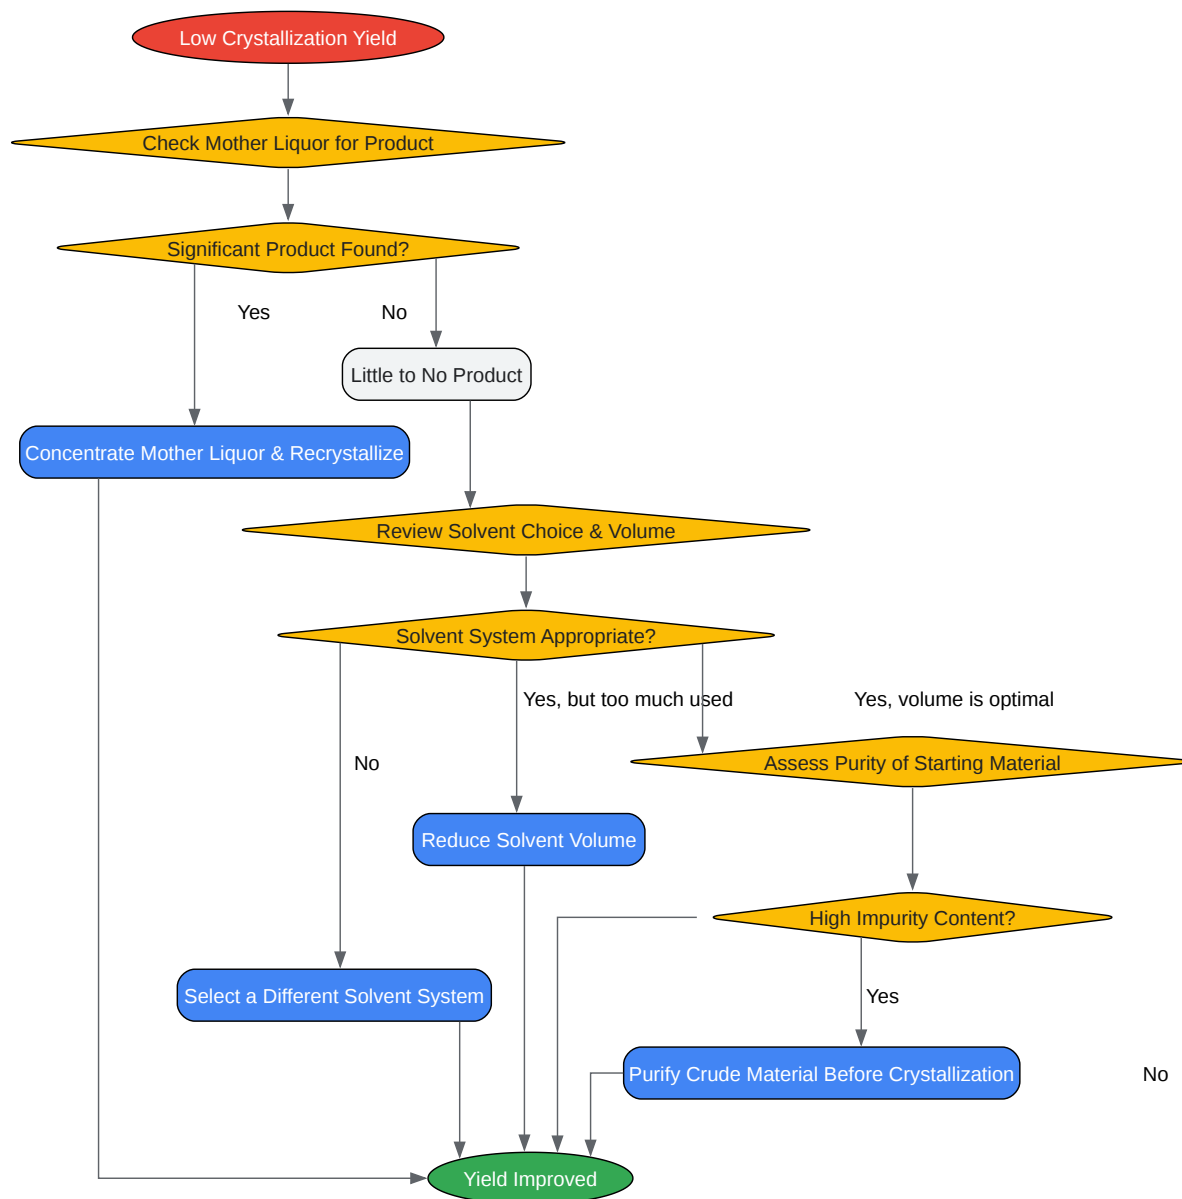 Low Crystallization Yield
Check Mother Liquor for Product
Significant Product Found?
Yes
No
Little to No Product
Concentrate Mother Liquor & Recrystallize
Review Solvent Choice & Volume
Solvent System Appropriate?
Yes, but too much used
Yes, volume is optimal
No
Assess Purity of Starting Material
Reduce Solvent Volume
High Impurity Content?
Select a Different Solvent System
Yes
Purify Crude Material Before Crystallization
No
Yield Improved